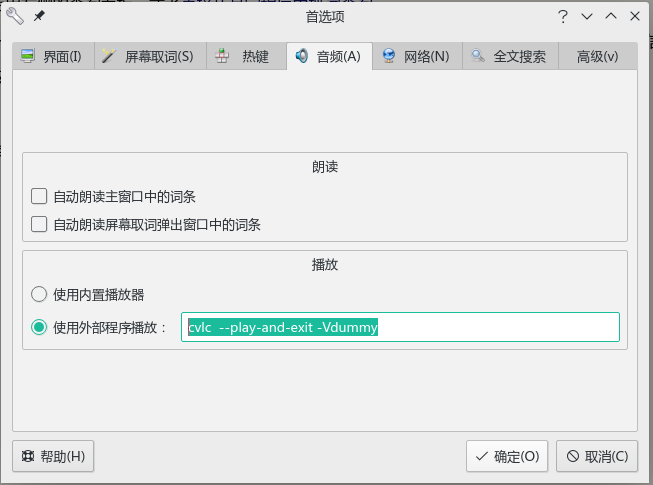 首选项
界面(I) 屏幕取词(S) 热键 音频(A) 网络(N) 全文搜索 高级(v)
朗读
自动朗读主窗口中的词条
自动朗读屏幕取词弹出窗口中的词条
播放
使用内置播放器
使用外部程序播放： cvlc --play-and-exit -Vdummy
帮助(H) 确定(O) 取消(C)